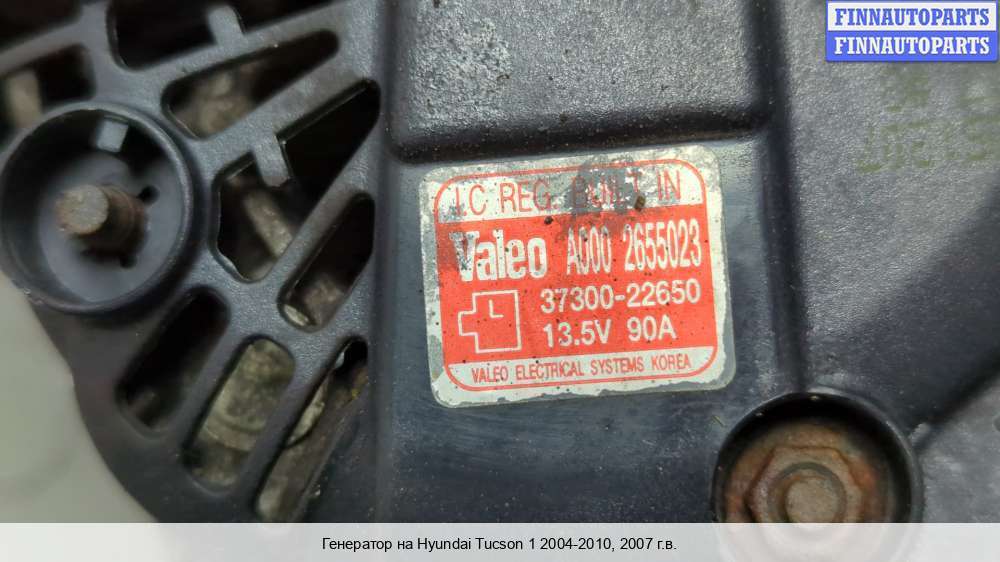 FINNAUTOPARTS
FINNAUTOPARTS
I.C REG. BUILT IN
Valeo A000 2655023
37300-22650
L
13.5V 90A
VALEO ELECTRICAL SYSTEMS KOREA
Генератор на Hyundai Tucson 1 2004-2010, 2007 г.в.